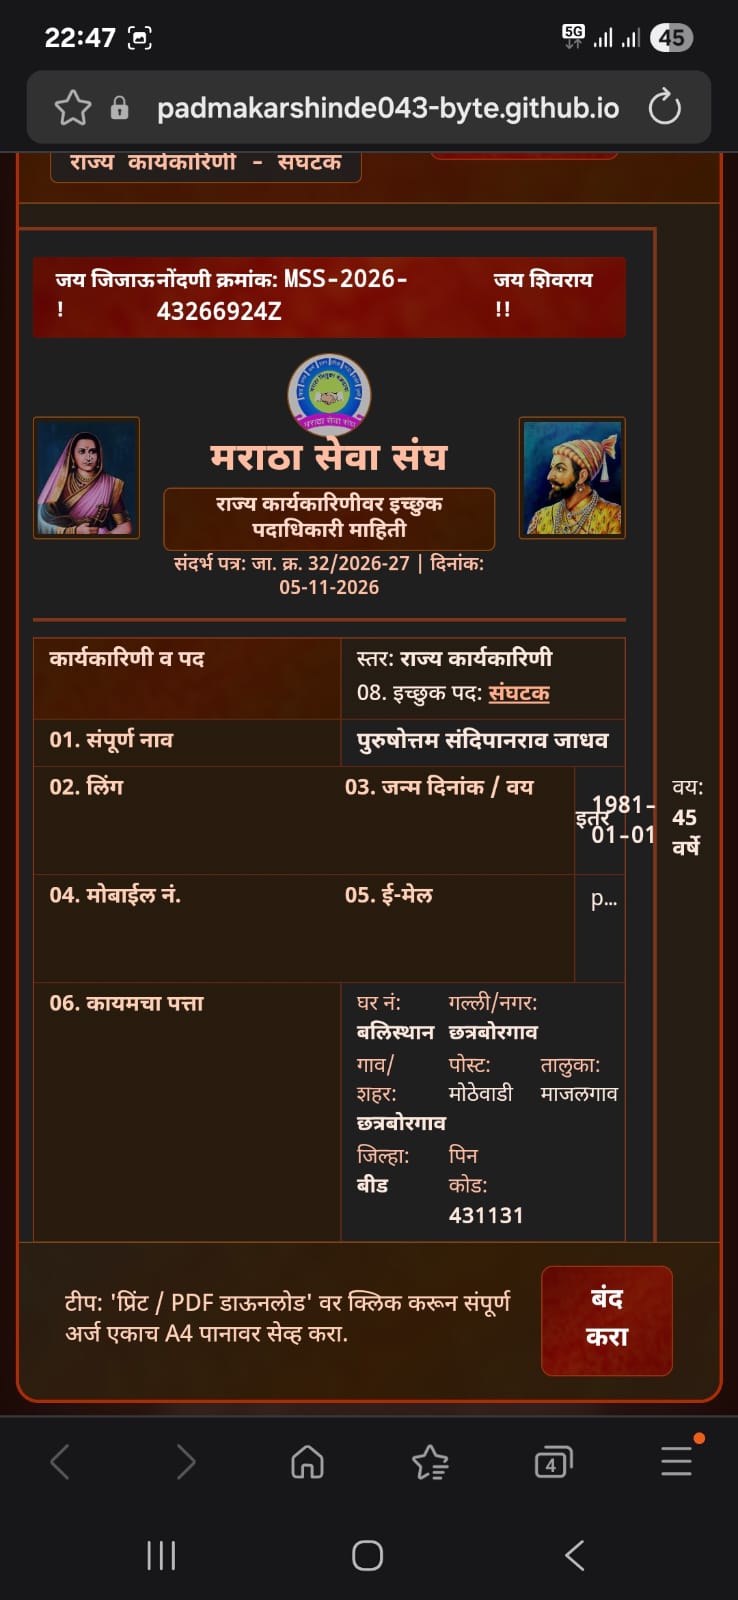 22:47
5G
45
padmakarshinde043-byte.github.io
राज्य कार्यकारिणी - संघटक
जय जिजाऊ नोंदणी क्रमांक: MSS-2026- जय शिवराय
! 43266924Z !!
मराठा सेवा संघ
मराठा सेवा संघ
राज्य कार्यकारिणीवर इच्छुक
पदाधिकारी माहिती
संदर्भ पत्र: जा. क्र. 32/2026-27 | दिनांक:
05-11-2026
कार्यकारिणी व पद
स्तर: राज्य कार्यकारिणी
08. इच्छुक पद: संघटक
01. संपूर्ण नाव
पुरुषोत्तम संदिपानराव जाधव
02. लिंग
03. जन्म दिनांक / वय
इतर
1981-
01-01
वय:
45
वर्षे
04. मोबाईल नं.
05. ई-मेल
p...
06. कायमचा पत्ता
घर नं: गल्ली/नगर:
बलिस्थान छत्रबोरगाव
गाव/ पोस्ट: तालुका:
शहर: मोठेवाडी माजलगाव
छत्रबोरगाव
जिल्हा: पिन
बीड कोड:
431131
टीप: 'प्रिंट / PDF डाऊनलोड' वर क्लिक करून संपूर्ण
अर्ज एकाच A4 पानावर सेव्ह करा.
बंद
करा
4